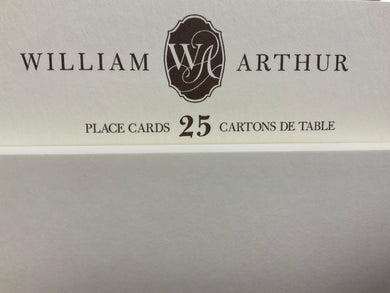 WILLIAM WA ARTHUR
PLACE CARDS 25 CARTONS DE TABLE